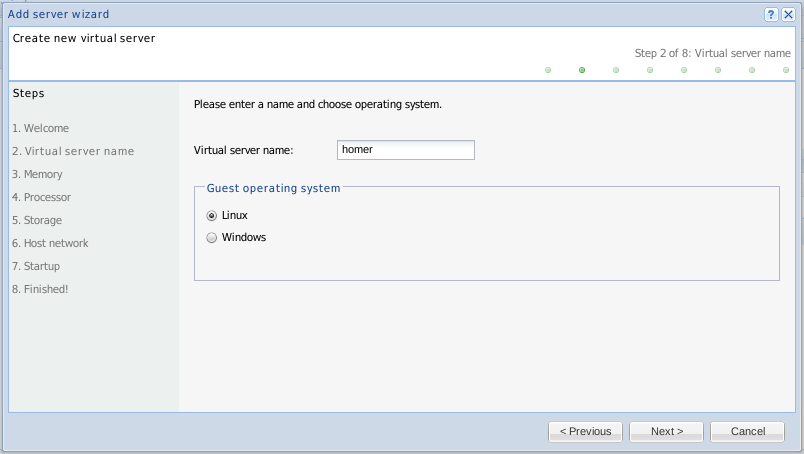 Add server wizard
Create new virtual server
Step 2 of 8: Virtual server name
Steps
1. Welcome
2. Virtual server name
3. Memory
4. Processor
5. Storage
6. Host network
7. Startup
8. Finished!
Please enter a name and choose operating system.
Virtual server name: homer
Guest operating system
Linux
Windows
< Previous Next > Cancel